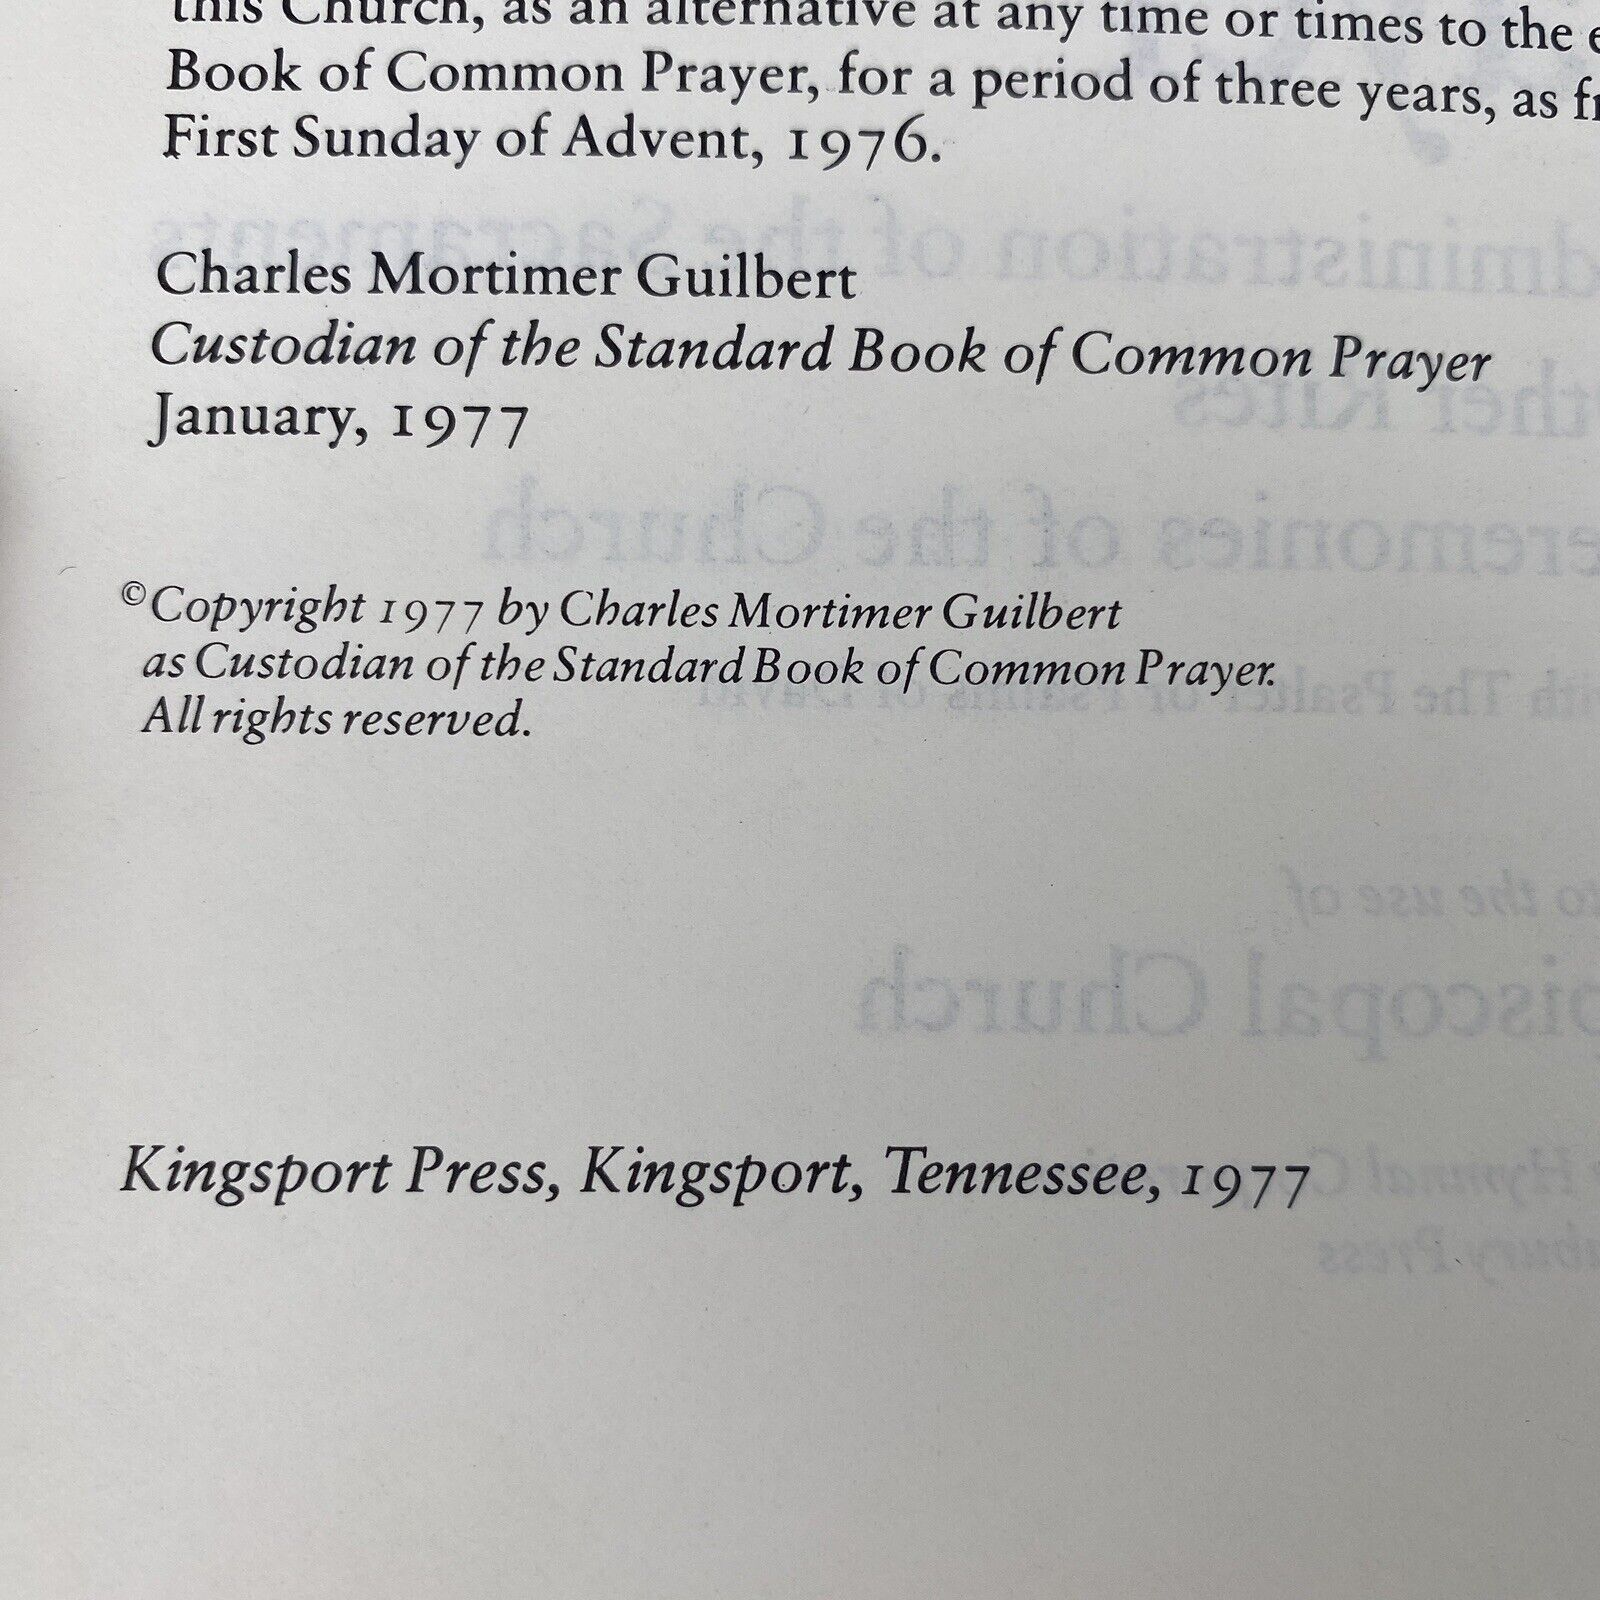 this Church, as an alternative at any time or times to the
Book of Common Prayer, for a period of three years, as
First Sunday of Advent, 1976.
Charles Mortimer Guilbert
Custodian of the Standard Book of Common Prayer
January, 1977
©Copyright 1977 by Charles Mortimer Guilbert
as Custodian of the Standard Book of Common Prayer.
All rights reserved.
Kingsport Press, Kingsport, Tennessee, 1977